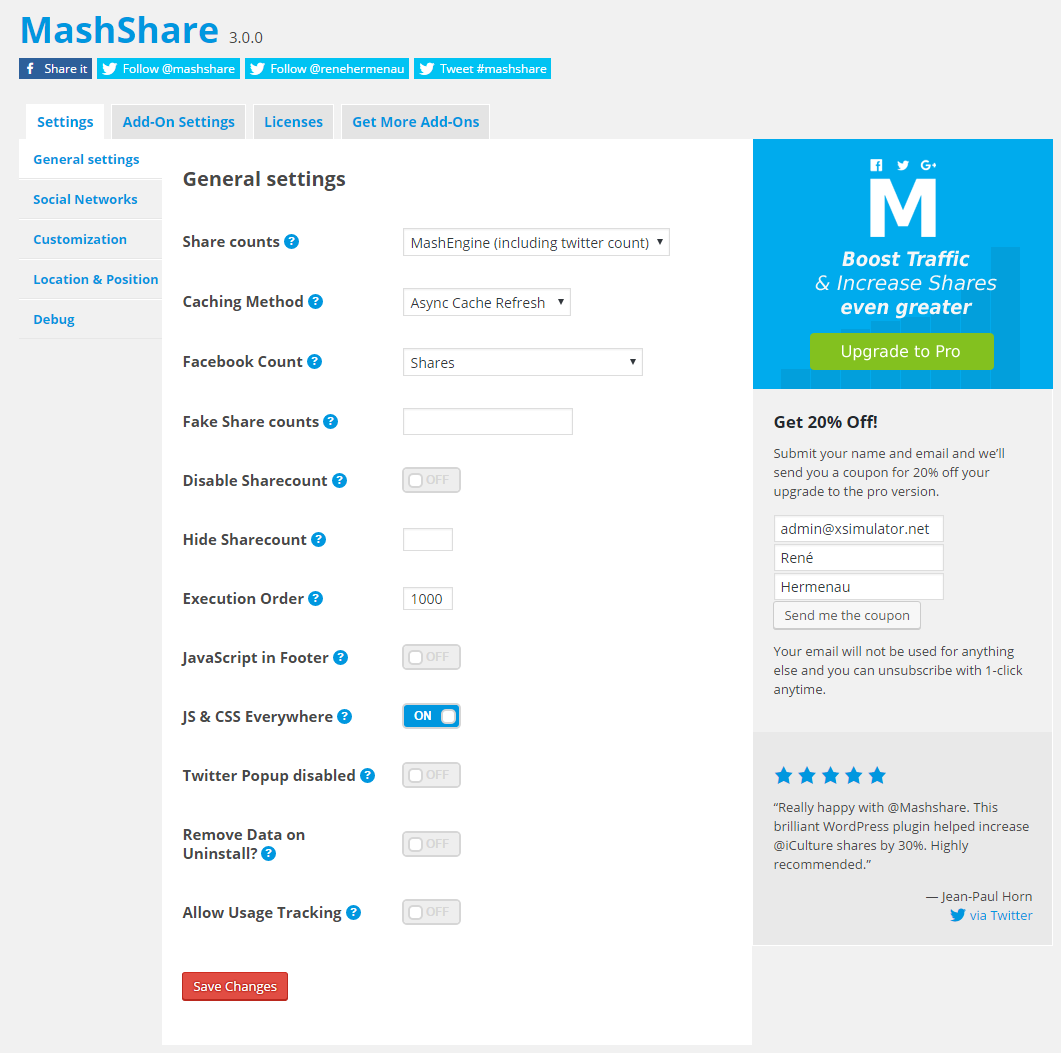 MashShare 3.0.0
Share it Follow @mashshare Follow @renehermenau Tweet #mashshare
Settings Add-On Settings Licenses Get More Add-Ons
General settings
Social Networks
Customization
Location & Position
Debug
General settings
Share counts ? MashEngine (including twitter count)
Caching Method ? Async Cache Refresh
Facebook Count ? Shares
Fake Share counts ?
Disable Sharecount ? OFF
Hide Sharecount ?
Execution Order ? 1000
JavaScript in Footer ? OFF
JS & CSS Everywhere ? ON
Twitter Popup disabled ? OFF
Remove Data on
Uninstall? ? OFF
Allow Usage Tracking ? OFF
Save Changes
M
Boost Traffic
& Increase Shares
even greater
Upgrade to Pro
Get 20% Off!
Submit your name and email and we’ll
send you a coupon for 20% off your
upgrade to the pro version.
admin@xsimulator.net
René
Hermenau
Send me the coupon
Your email will not be used for anything
else and you can unsubscribe with 1-click
anytime.
“Really happy with @Mashshare. This
brilliant WordPress plugin helped increase
@iCulture shares by 30%. Highly
recommended.”
— Jean-Paul Horn
via Twitter